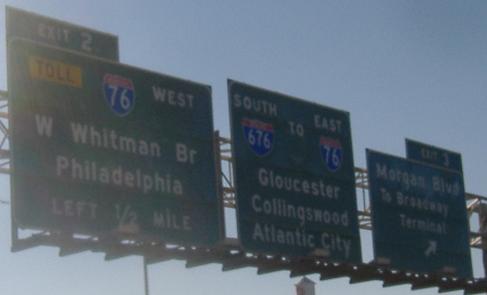 EXIT 2
TOLL
76 WEST
W Whitman Br
Philadelphia
LEFT 1/2 MILE
SOUTH EAST
676 TO 76
Gloucester
Collingswood
Atlantic City
EXIT 3
Morgan Blvd
To Broadway
Terminal